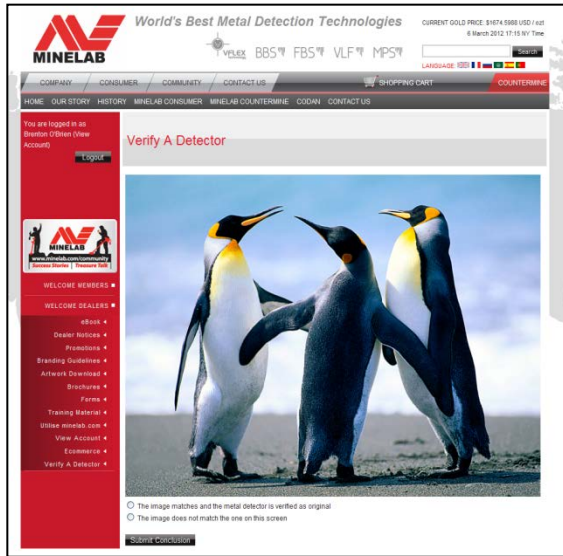 World's Best Metal Detection Technologies
CURRENT GOLD PRICE: $1674.5988 USD / ozt
6 March 2012 17:15 NY Time
MINELAB
VFLEX BBS FBS VLF MPS
Search
LANGUAGE:
COMPANY CONSUMER COMMUNITY CONTACT US SHOPPING CART COUNTERMINE
HOME OUR STORY HISTORY MINELAB CONSUMER MINELAB COUNTERMINE CODAN CONTACT US
You are logged in as
Brenton O'Brien (View
Account)
Logout
Verify A Detector
MINELAB
www.minelab.com/community
Success Stories | Treasure Talk
WELCOME MEMBERS
WELCOME DEALERS
eBook
Dealer Notices
Promotions
Branding Guidelines
Artwork Download
Brochures
Forms
Training Material
Utilise minelab.com
View Account
Ecommerce
Verify A Detector
The image matches and the metal detector is verified as original
The image does not match the one on this screen
Submit Conclusion